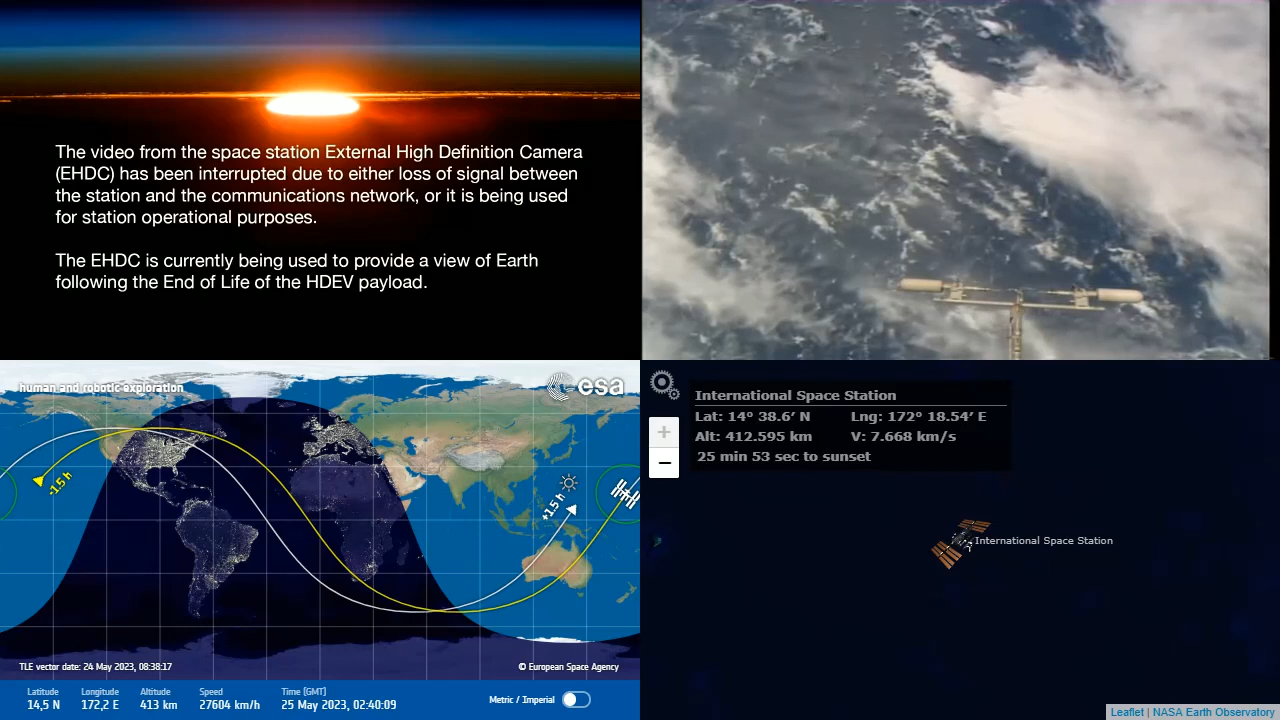 The video from the space station External High Definition Camera
(EHDC) has been interrupted due to either loss of signal between
the station and the communications network, or it is being used
for station operational purposes.
The EHDC is currently being used to provide a view of Earth
following the End of Life of the HDEV payload.
human and robotic exploration
esa
-1.5 h
+1.5 h
TLE vector date: 24 May 2023, 08:38:17
© European Space Agency
Latitude Longitude Altitude Speed Time (GMT)
14,5 N 172,2 E 413 km 27604 km/h 25 May 2023, 02:40:09
Metric / Imperial
International Space Station
Lat: 14° 38.6′ N Lng: 172° 18.54′ E
Alt: 412.595 km V: 7.668 km/s
25 min 53 sec to sunset
+
−
International Space Station
Leaflet | NASA Earth Observatory